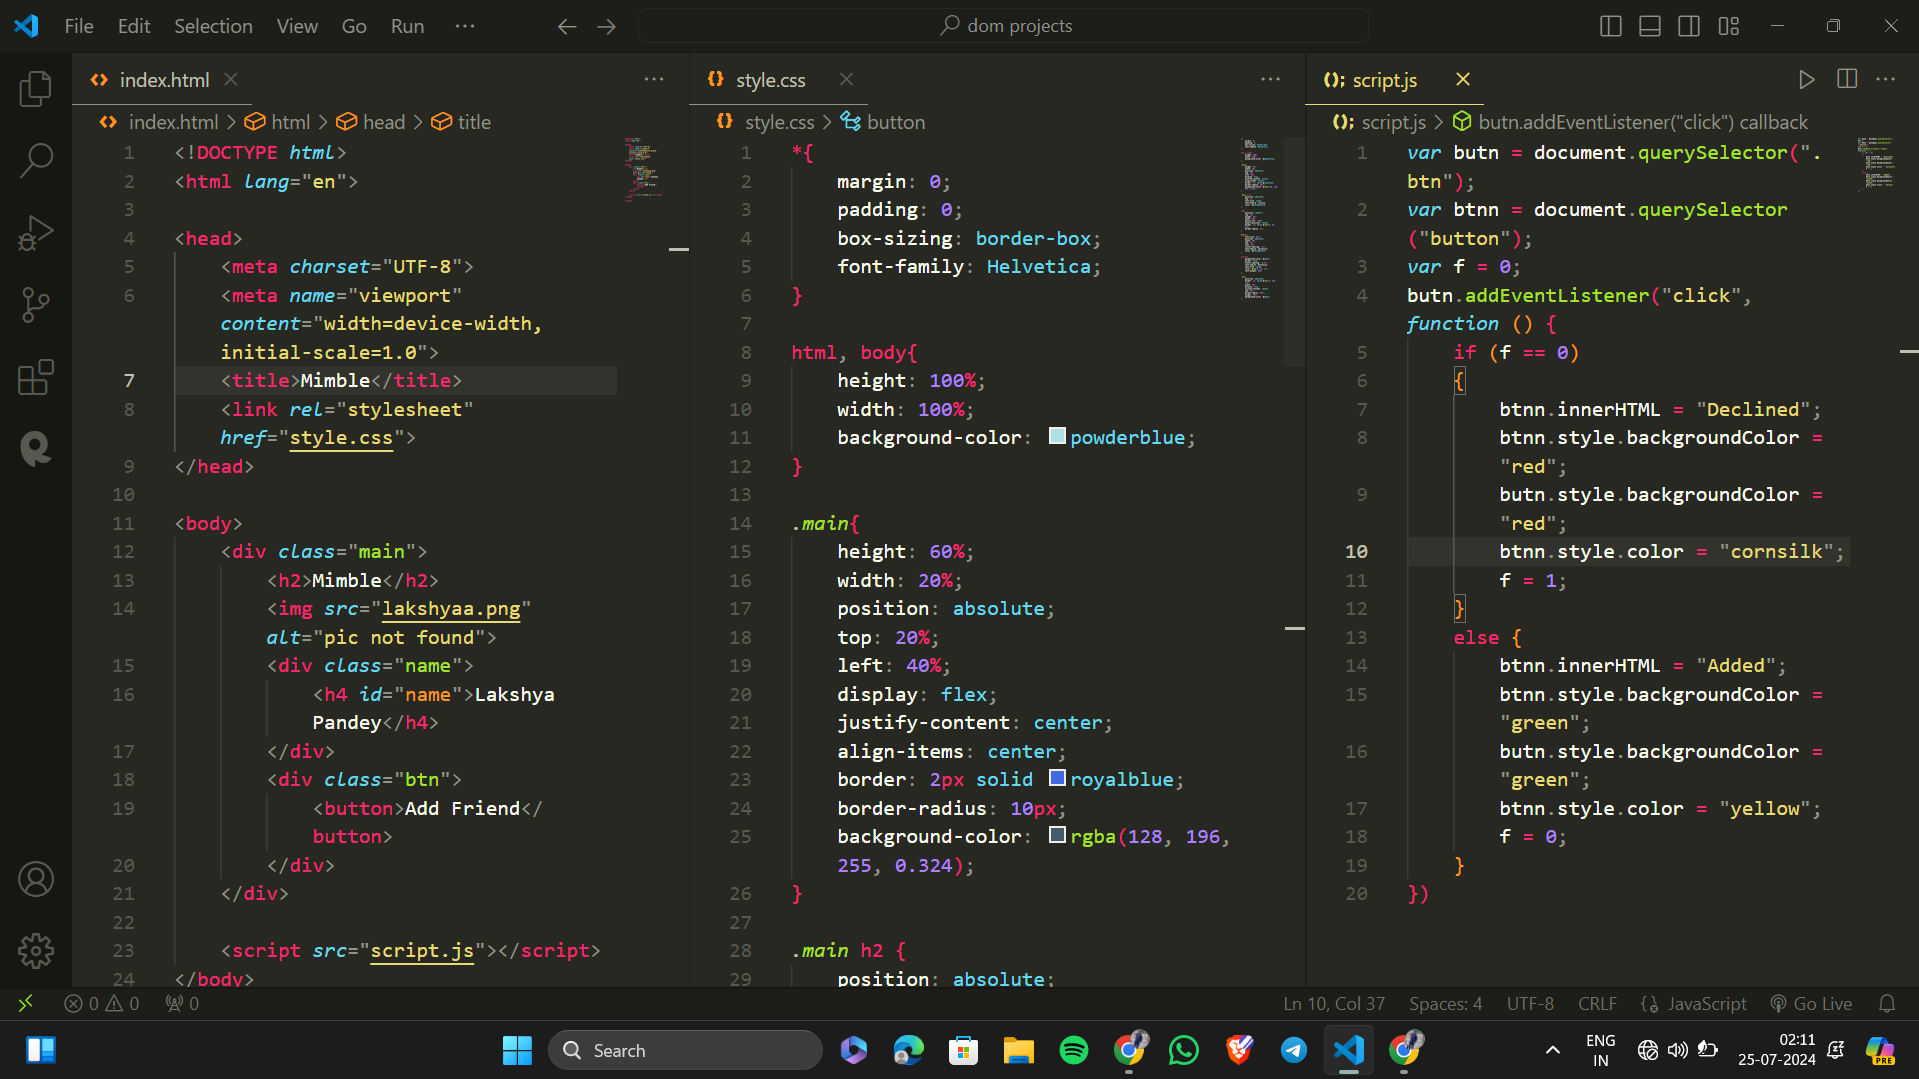 File Edit Selection View Go Run ···
dom projects
index.html
style.css
script.js
index.html > html > head > title
style.css > button
script.js > butn.addEventListener("click") callback
1 <!DOCTYPE html>
2 <html lang="en">
3
4 <head>
5 <meta charset="UTF-8">
6 <meta name="viewport"
content="width=device-width,
initial-scale=1.0">
7 <title>Mimble</title>
8 <link rel="stylesheet"
href="style.css">
9 </head>
10
11 <body>
12 <div class="main">
13 <h2>Mimble</h2>
14 <img src="lakshyaa.png"
alt="pic not found">
15 <div class="name">
16 <h4 id="name">Lakshya
Pandey</h4>
17 </div>
18 <div class="btn">
19 <button>Add Friend</
button>
20 </div>
21 </div>
22
23 <script src="script.js"></script>
24 </body>
1 *{
2 margin: 0;
3 padding: 0;
4 box-sizing: border-box;
5 font-family: Helvetica;
6 }
7
8 html, body{
9 height: 100%;
10 width: 100%;
11 background-color: powderblue;
12 }
13
14 .main{
15 height: 60%;
16 width: 20%;
17 position: absolute;
18 top: 20%;
19 left: 40%;
20 display: flex;
21 justify-content: center;
22 align-items: center;
23 border: 2px solid royalblue;
24 border-radius: 10px;
25 background-color: rgba(128, 196,
255, 0.324);
26 }
27
28 .main h2 {
29 position: absolute;
1 var butn = document.querySelector(".
btn");
2 var btnn = document.querySelector
("button");
3 var f = 0;
4 butn.addEventListener("click",
function () {
5 if (f == 0)
6 {
7 btnn.innerHTML = "Declined";
8 btnn.style.backgroundColor =
"red";
9 butn.style.backgroundColor =
"red";
10 btnn.style.color = "cornsilk";
11 f = 1;
12 }
13 else {
14 btnn.innerHTML = "Added";
15 btnn.style.backgroundColor =
"green";
16 butn.style.backgroundColor =
"green";
17 btnn.style.color = "yellow";
18 f = 0;
19 }
20 })
0 0 0
Ln 10, Col 37 Spaces: 4 UTF-8 CRLF JavaScript Go Live
Search
ENG
IN
02:11
25-07-2024
PRE